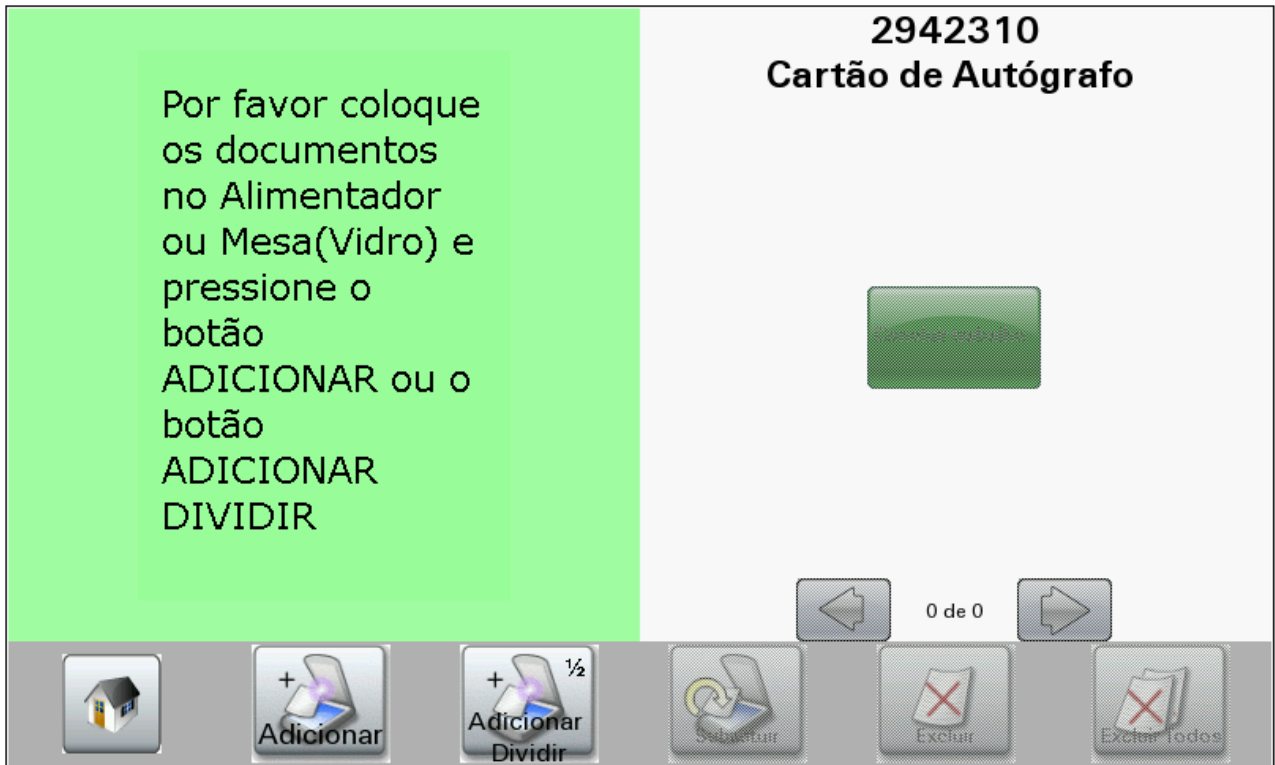 2942310
Cartão de Autógrafo
Por favor coloque
os documentos
no Alimentador
ou Mesa(Vidro) e
pressione o
botão
ADICIONAR ou o
botão
ADICIONAR
DIVIDIR
0 de 0
Adicionar
½
Adicionar
Dividir
Substituir
Excluir
Excluir Todos